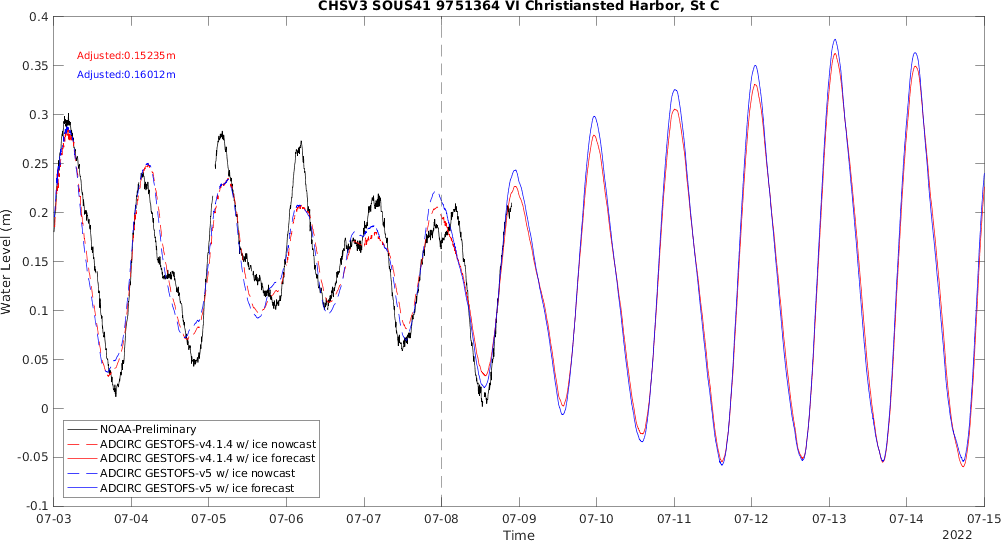 CHSV3 SOUS41 9751364 VI Christiansted Harbor, St C
0.4
0.35
0.3
0.25
0.2
0.15
0.1
0.05
0
-0.05
-0.1
Water Level (m)
Adjusted:0.15235m
Adjusted:0.16012m
NOAA-Preliminary
ADCIRC GESTOFS-v4.1.4 w/ ice nowcast
ADCIRC GESTOFS-v4.1.4 w/ ice forecast
ADCIRC GESTOFS-v5 w/ ice nowcast
ADCIRC GESTOFS-v5 w/ ice forecast
07-03 07-04 07-05 07-06 07-07 07-08 07-09 07-10 07-11 07-12 07-13 07-14 07-15
Time
2022